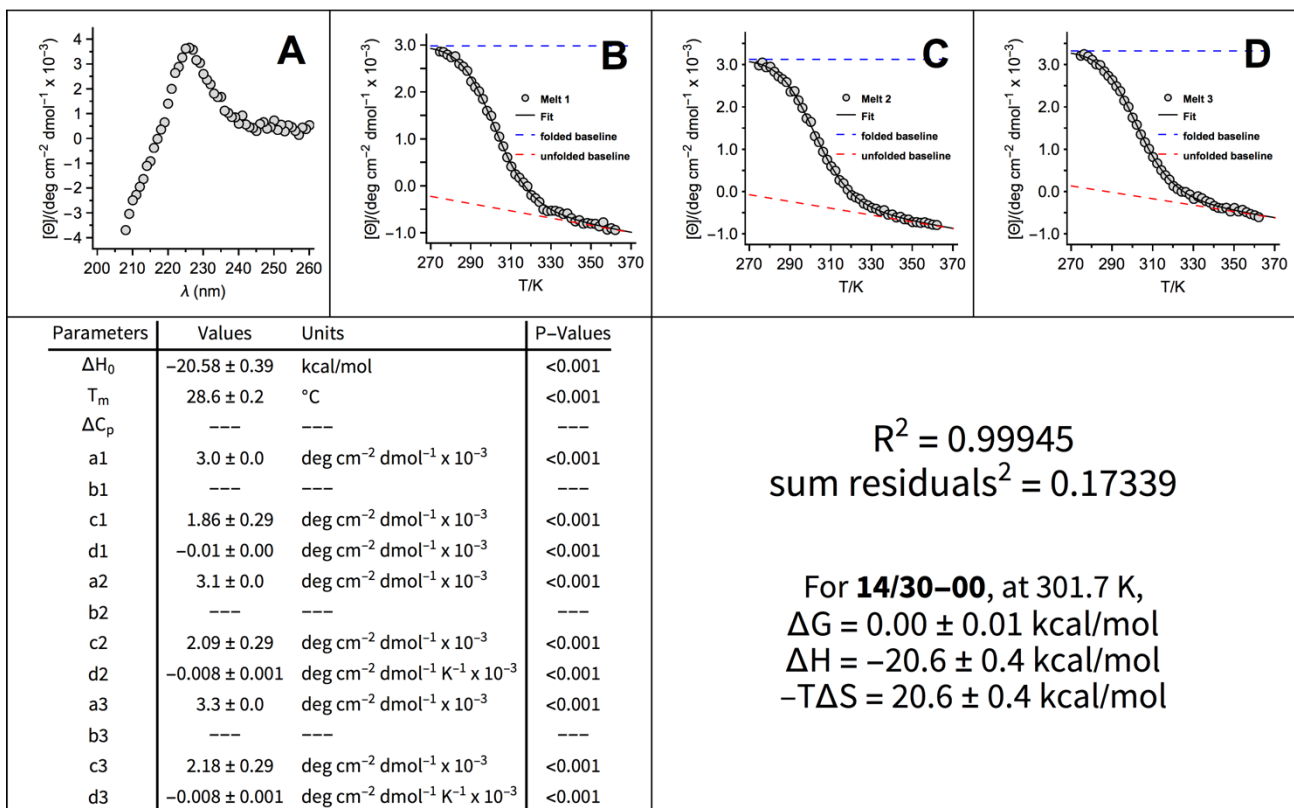 A
[Θ]/(deg cm⁻² dmol⁻¹ x 10⁻³)
4
3
2
1
0
−1
−2
−3
−4
200 210 220 230 240 250 260
λ (nm)
B
[Θ]/(deg cm⁻² dmol⁻¹ x 10⁻³)
3.0
2.0
1.0
0.0
−1.0
Melt 1
Fit
folded baseline
unfolded baseline
270 290 310 330 350 370
T/K
C
[Θ]/(deg cm⁻² dmol⁻¹ x 10⁻³)
3.0
2.0
1.0
0.0
−1.0
Melt 2
Fit
folded baseline
unfolded baseline
270 290 310 330 350 370
T/K
D
[Θ]/(deg cm⁻² dmol⁻¹ x 10⁻³)
3.0
2.0
1.0
0.0
−1.0
Melt 3
Fit
folded baseline
unfolded baseline
270 290 310 330 350 370
T/K
Parameters Values Units P–Values
ΔH₀ −20.58 ± 0.39 kcal/mol <0.001
Tₘ 28.6 ± 0.2 °C <0.001
ΔCₚ −−− −−− −−−
a1 3.0 ± 0.0 deg cm⁻² dmol⁻¹ x 10⁻³ <0.001
b1 −−− −−− −−−
c1 1.86 ± 0.29 deg cm⁻² dmol⁻¹ x 10⁻³ <0.001
d1 −0.01 ± 0.00 deg cm⁻² dmol⁻¹ x 10⁻³ <0.001
a2 3.1 ± 0.0 deg cm⁻² dmol⁻¹ x 10⁻³ <0.001
b2 −−− −−− −−−
c2 2.09 ± 0.29 deg cm⁻² dmol⁻¹ x 10⁻³ <0.001
d2 −0.008 ± 0.001 deg cm⁻² dmol⁻¹ K⁻¹ x 10⁻³ <0.001
a3 3.3 ± 0.0 deg cm⁻² dmol⁻¹ x 10⁻³ <0.001
b3 −−− −−− −−−
c3 2.18 ± 0.29 deg cm⁻² dmol⁻¹ x 10⁻³ <0.001
d3 −0.008 ± 0.001 deg cm⁻² dmol⁻¹ K⁻¹ x 10⁻³ <0.001
R² = 0.99945
sum residuals² = 0.17339
For 14/30–00, at 301.7 K,
ΔG = 0.00 ± 0.01 kcal/mol
ΔH = −20.6 ± 0.4 kcal/mol
−TΔS = 20.6 ± 0.4 kcal/mol